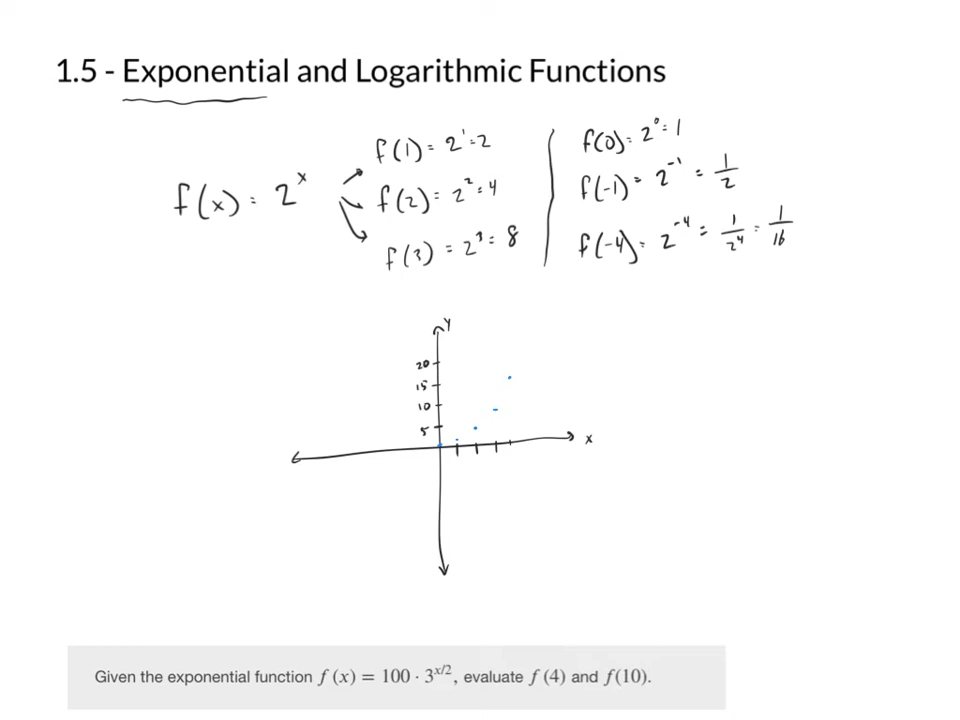 1.5 - Exponential and Logarithmic Functions
f(x) = 2^x
f(1) = 2^1 = 2
f(2) = 2^2 = 4
f(3) = 2^3 = 8
f(0) = 2^0 = 1
f(-1) = 2^-1 = 1/2
f(-4) = 2^-4 = 1/2^4 = 1/16
Y
20
15
10
5
X
Given the exponential function f (x) = 100 · 3^x/2, evaluate f (4) and f(10).